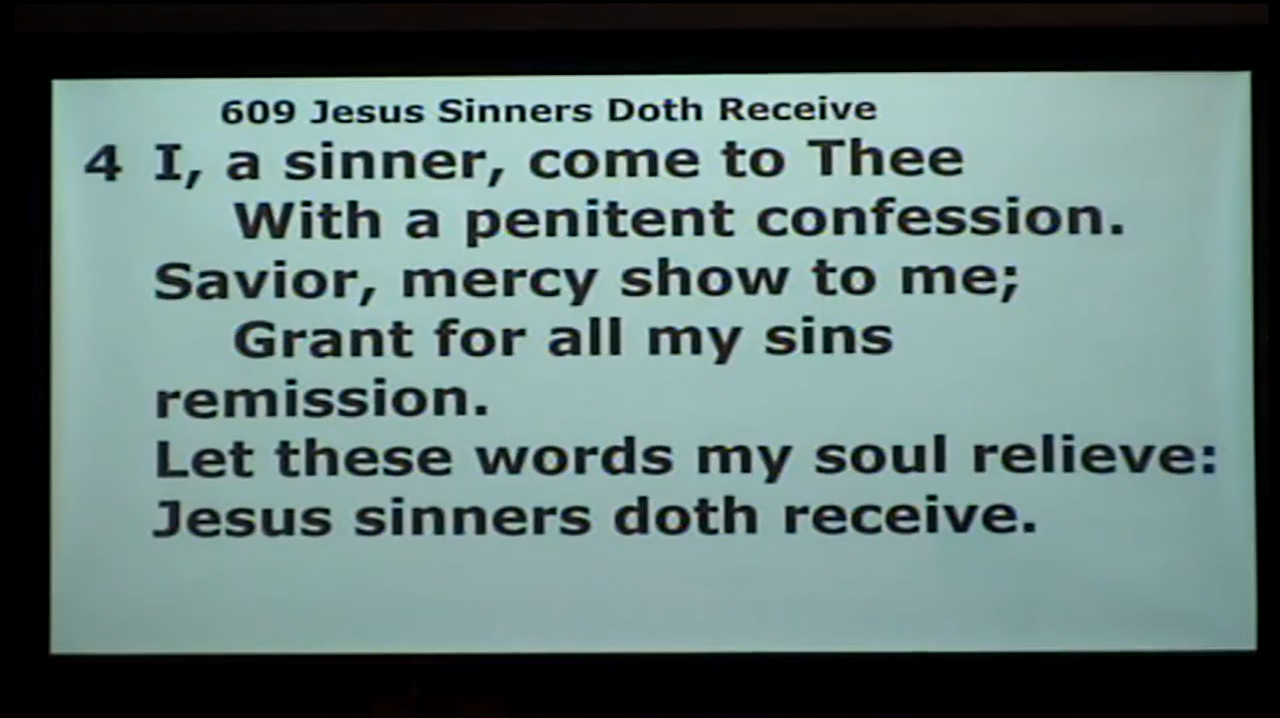 609 Jesus Sinners Doth Receive
4 I, a sinner, come to Thee
With a penitent confession.
Savior, mercy show to me;
Grant for all my sins
remission.
Let these words my soul relieve:
Jesus sinners doth receive.